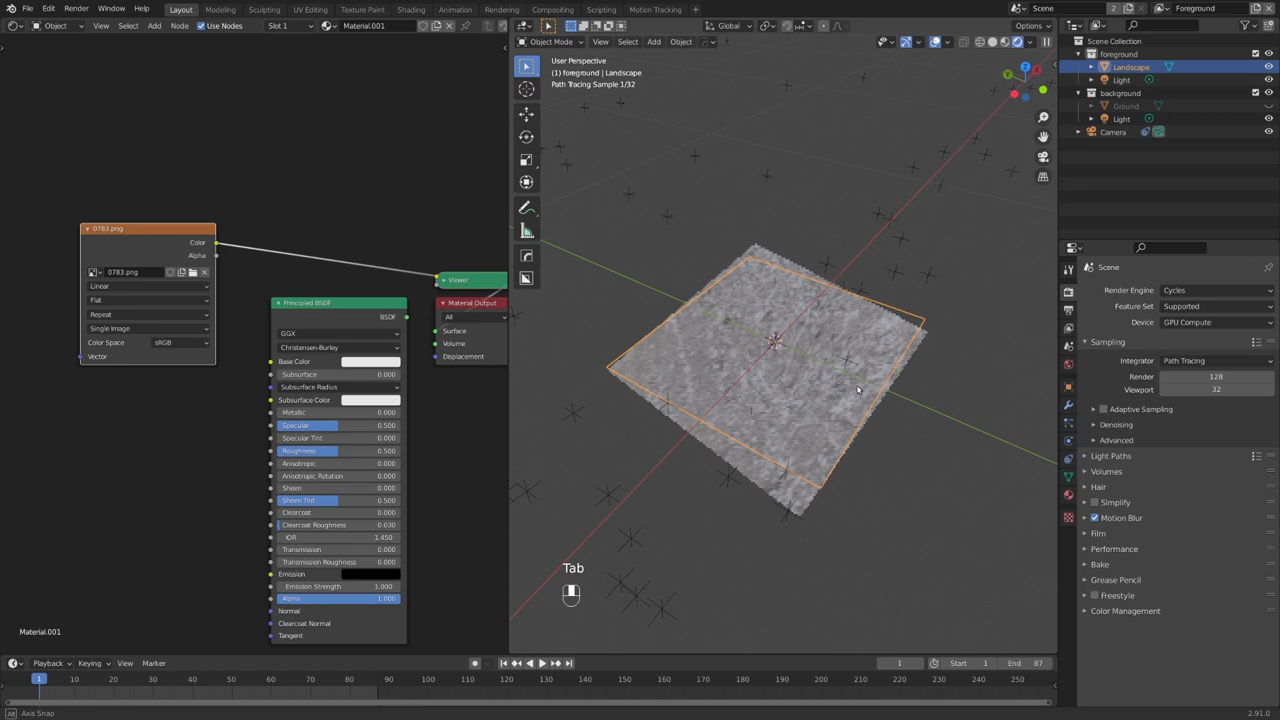 File Edit Render Window Help Layout Modeling Sculpting UV Editing Texture Paint Shading Animation Rendering Compositing Scripting Motion Tracking Scene 2 Foreground
Object View Select Add Node Use Nodes Slot 1 Material.001 Global Options
Object Mode View Select Add Object
User Perspective
(1) foreground | Landscape
Path Tracing Sample 1/32
Scene Collection
foreground
Landscape
Light
background
Ground
Light
Camera
0783.png
Color
Alpha
0783.png
Linear
Flat
Repeat
Single Image
Color Space sRGB
Vector
Viewer
Principled BSDF
BSDF
GGX
Christensen-Burley
Base Color
Subsurface 0.000
Subsurface Radius
Subsurface Color
Metallic 0.000
Specular 0.500
Specular Tint 0.000
Roughness 0.500
Anisotropic 0.000
Anisotropic Rotation 0.000
Sheen 0.000
Sheen Tint 0.500
Clearcoat 0.000
Clearcoat Roughness 0.030
IOR 1.450
Transmission 0.000
Transmission Roughness 0.000
Emission
Emission Strength 1.000
Alpha 1.000
Normal
Clearcoat Normal
Tangent
Material Output
All
Surface
Volume
Displacement
Material.001
Tab
Scene
Render Engine Cycles
Feature Set Supported
Device GPU Compute
Sampling
Integrator Path Tracing
Render 128
Viewport 32
Adaptive Sampling
Denoising
Advanced
Light Paths
Volumes
Hair
Simplify
Motion Blur
Film
Performance
Bake
Grease Pencil
Freestyle
Color Management
Playback Keying View Marker 1 Start 1 End 87
1 10 20 30 40 50 60 70 80 90 100 110 120 130 140 150 160 170 180 190 200 210 220 230 240 250
Axis Snap 2.91.0